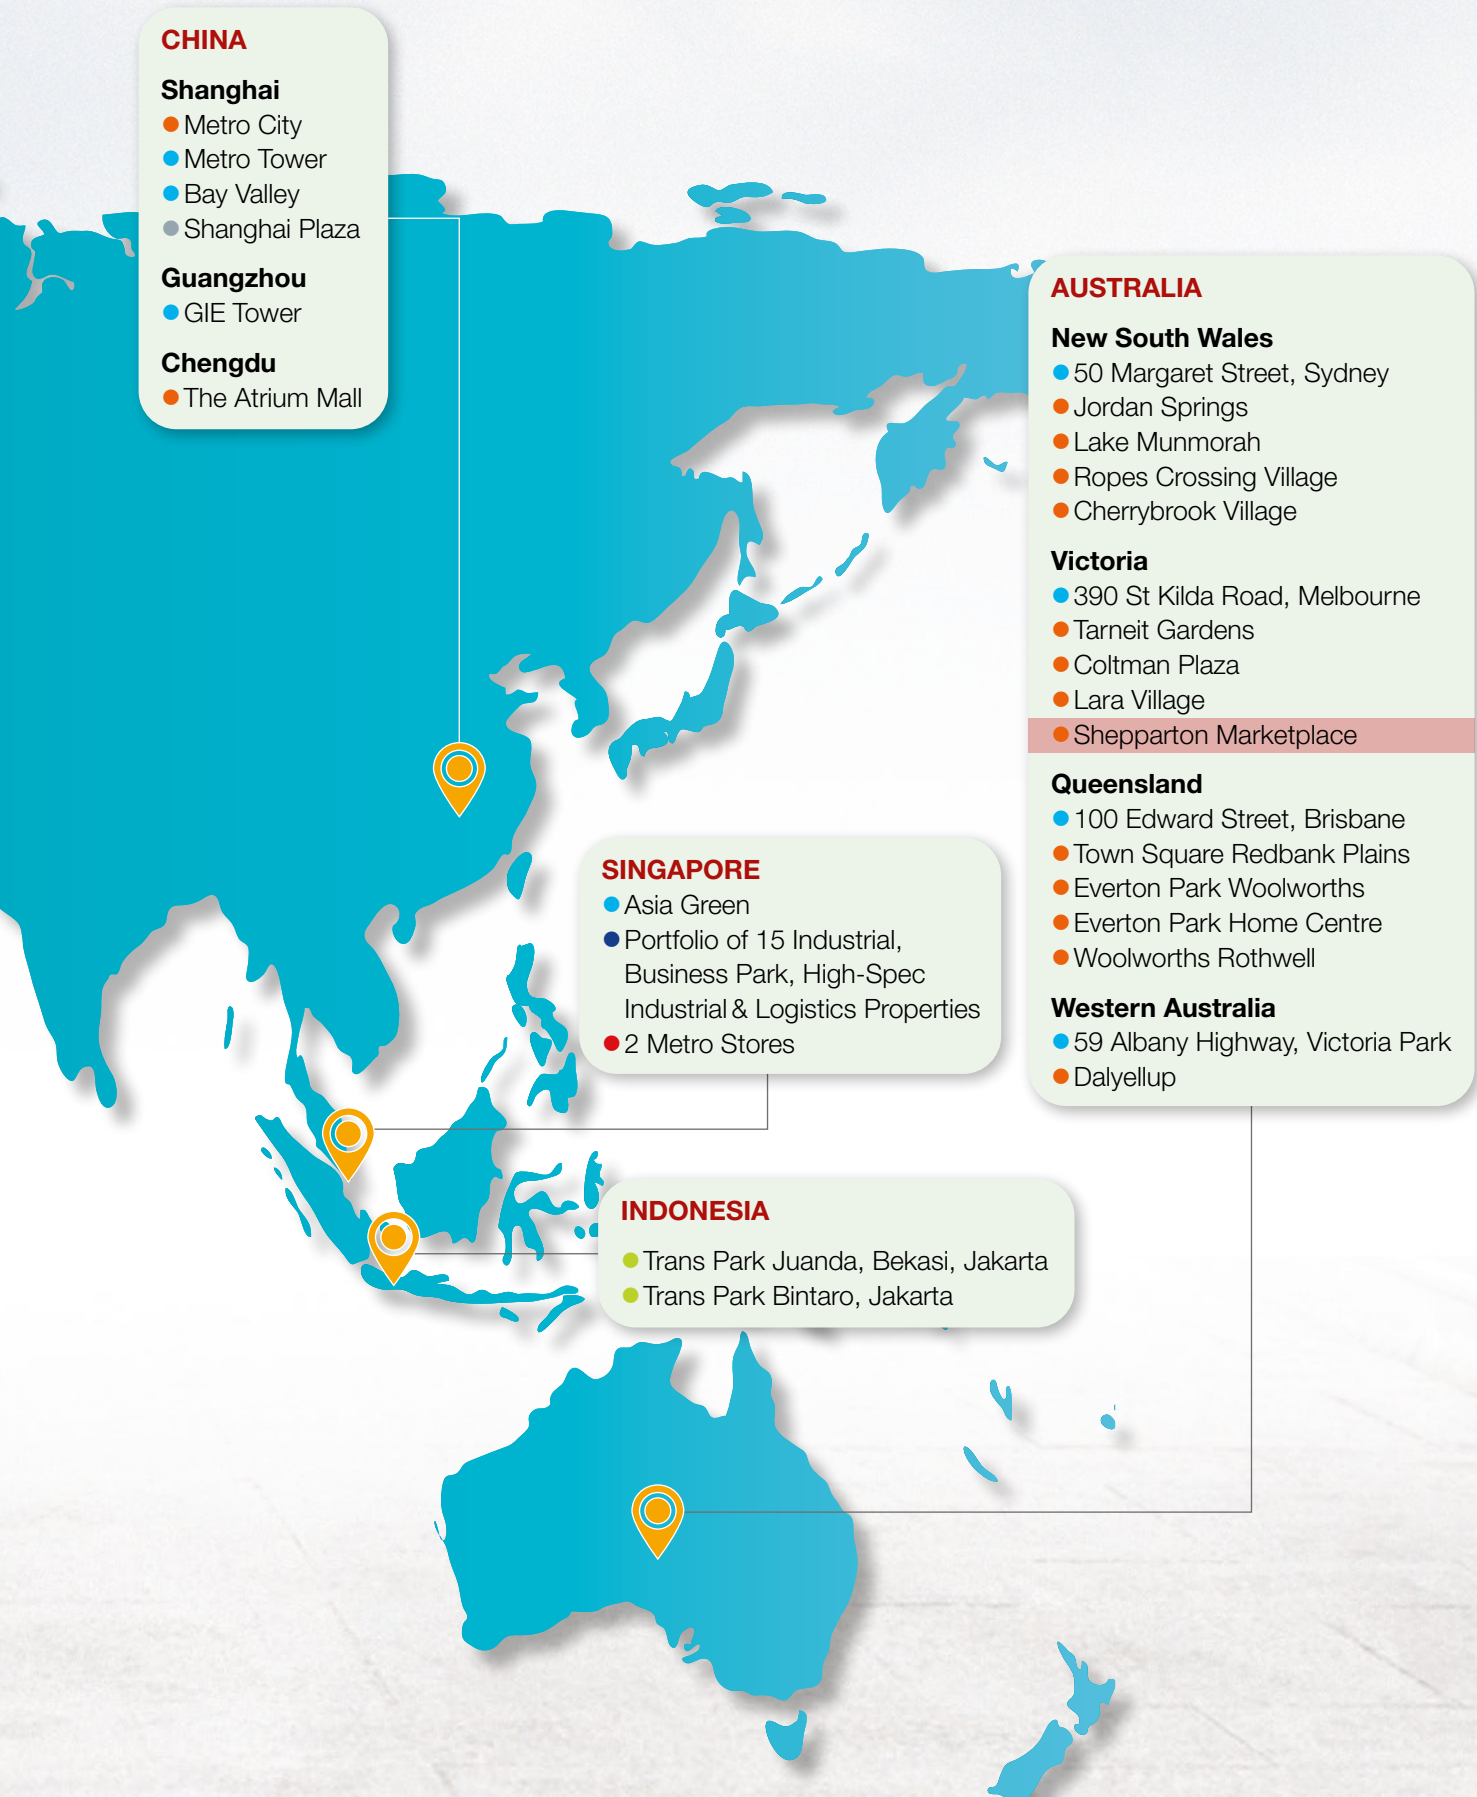 CHINA
Shanghai
Metro City
Metro Tower
Bay Valley
Shanghai Plaza
Guangzhou
GIE Tower
Chengdu
The Atrium Mall
AUSTRALIA
New South Wales
50 Margaret Street, Sydney
Jordan Springs
Lake Munmorah
Ropes Crossing Village
Cherrybrook Village
Victoria
390 St Kilda Road, Melbourne
Tarneit Gardens
Coltman Plaza
Lara Village
Shepparton Marketplace
Queensland
100 Edward Street, Brisbane
Town Square Redbank Plains
Everton Park Woolworths
Everton Park Home Centre
Woolworths Rothwell
Western Australia
59 Albany Highway, Victoria Park
Dalyellup
SINGAPORE
Asia Green
Portfolio of 15 Industrial,
Business Park, High-Spec
Industrial & Logistics Properties
2 Metro Stores
INDONESIA
Trans Park Juanda, Bekasi, Jakarta
Trans Park Bintaro, Jakarta